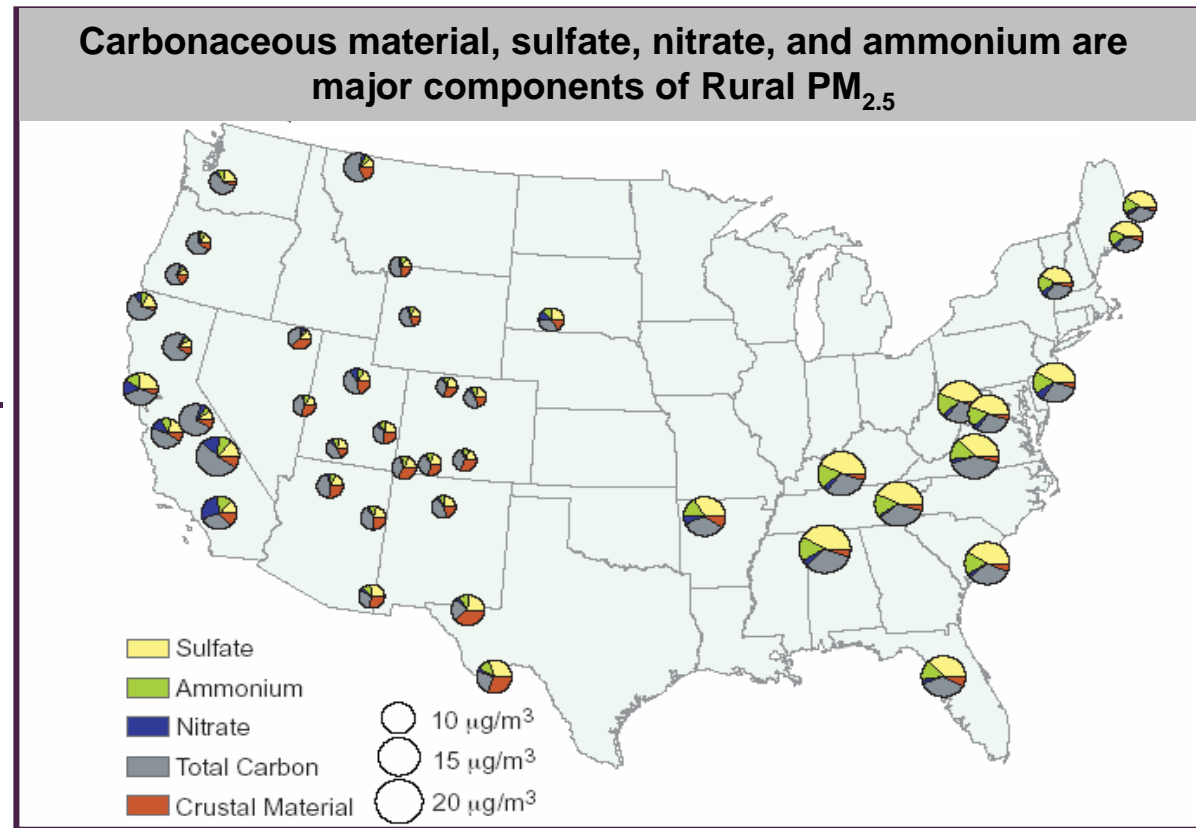 Carbonaceous material, sulfate, nitrate, and ammonium are
major components of Rural PM2.5
Sulfate
Ammonium
Nitrate
Total Carbon
Crustal Material
10 μg/m³
15 μg/m³
20 μg/m³